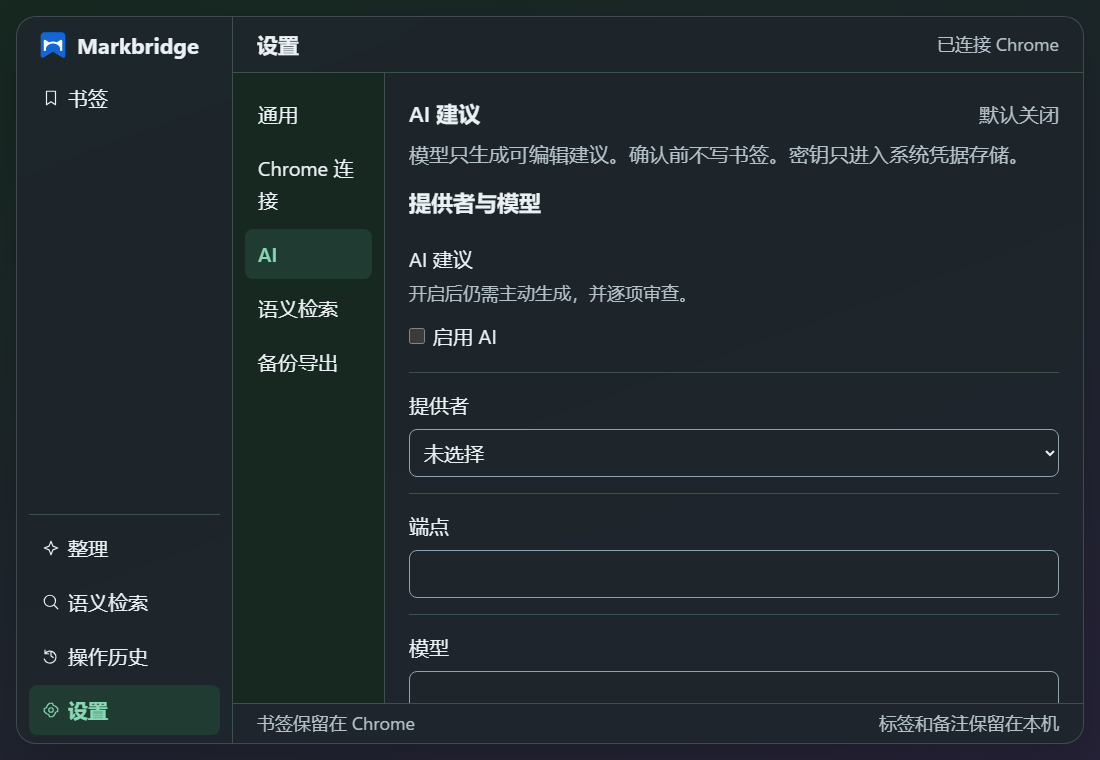 Markbridge
书签
整理
语义检索
操作历史
设置
设置
已连接 Chrome
通用
Chrome 连
接
AI
语义检索
备份导出
AI 建议
默认关闭
模型只生成可编辑建议。确认前不写书签。密钥只进入系统凭据存储。
提供者与模型
AI 建议
开启后仍需主动生成，并逐项审查。
启用 AI
提供者
未选择
端点
模型
书签保留在 Chrome
标签和备注保留在本机